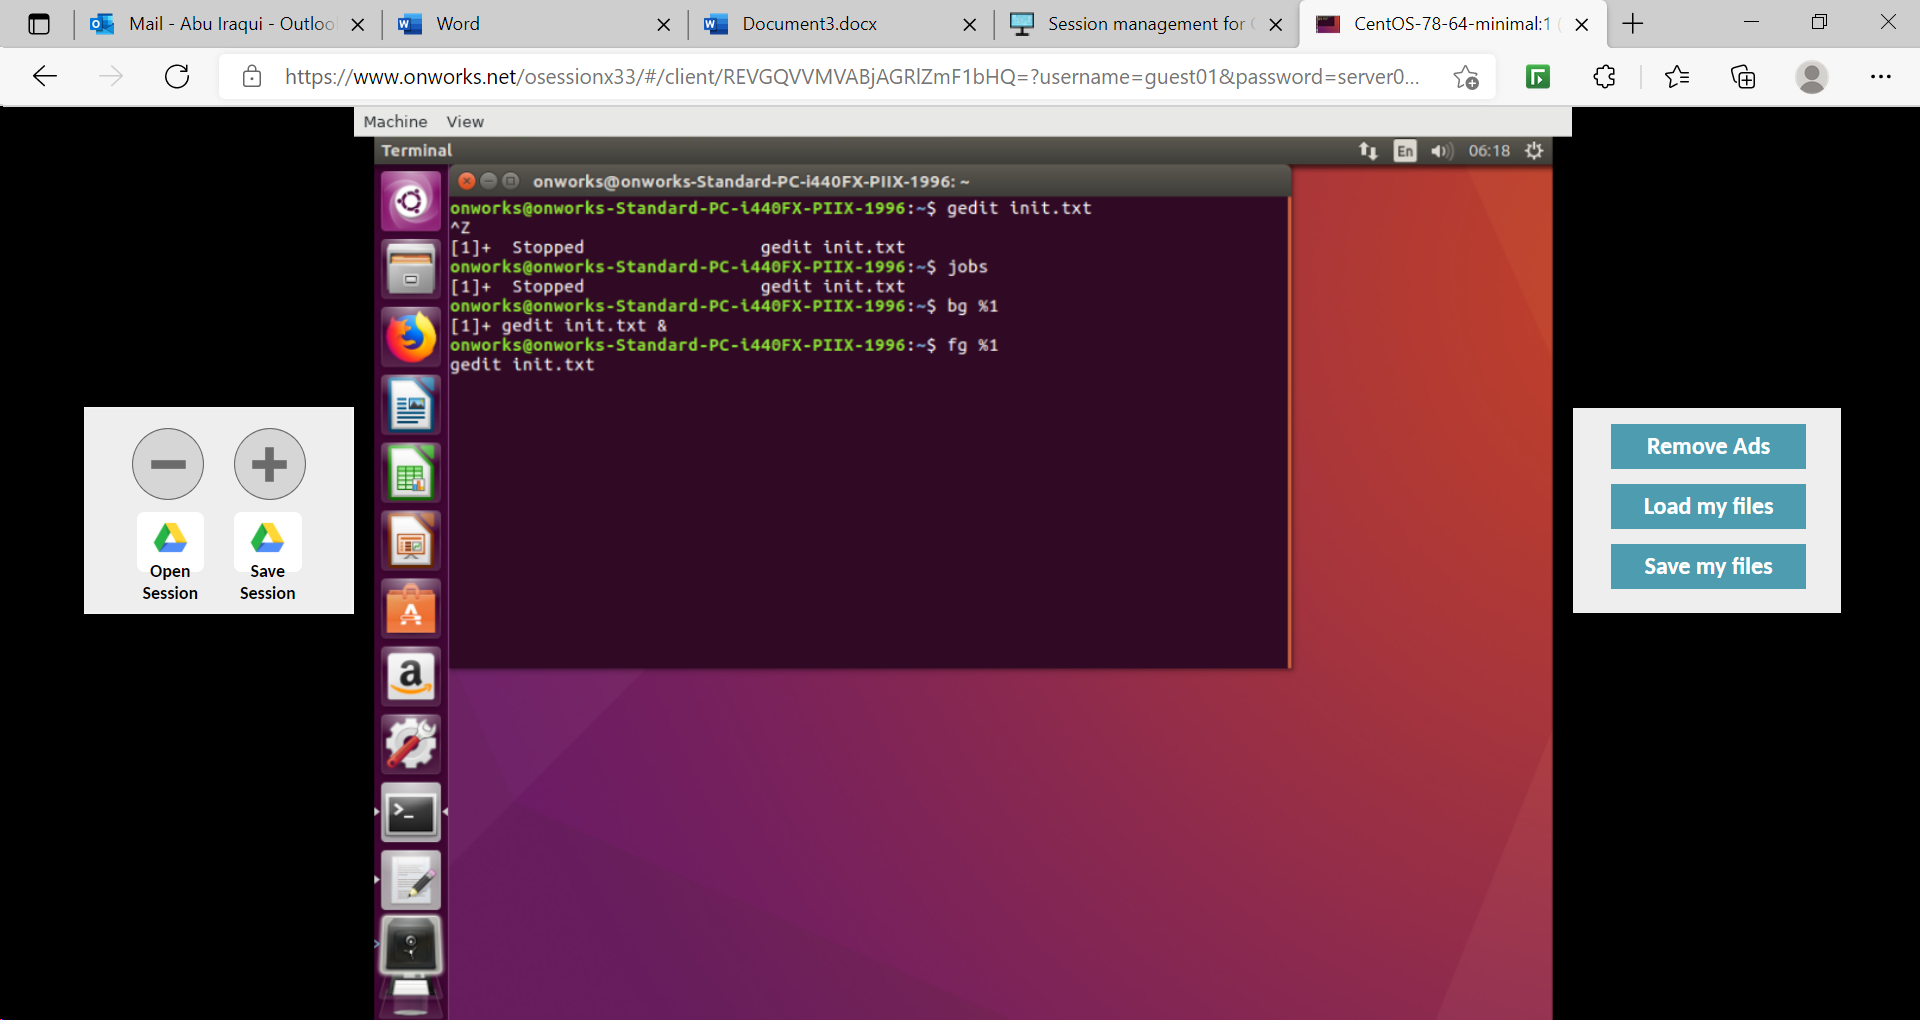 Mail - Abu Iraqui - Outloo
Word
Document3.docx
Session management for
CentOS-78-64-minimal:1 (
https://www.onworks.net/osessionx33/#/client/REVGQVVMVABjAGRlZmF1bHQ=?username=guest01&password=server0...
Machine View
Terminal
En
06:18
onworks@onworks-Standard-PC-i440FX-PIIX-1996: ~
onworks@onworks-Standard-PC-i440FX-PIIX-1996:~$ gedit init.txt
^Z
[1]+  Stopped                 gedit init.txt
onworks@onworks-Standard-PC-i440FX-PIIX-1996:~$ jobs
[1]+  Stopped                 gedit init.txt
onworks@onworks-Standard-PC-i440FX-PIIX-1996:~$ bg %1
[1]+ gedit init.txt &
onworks@onworks-Standard-PC-i440FX-PIIX-1996:~$ fg %1
gedit init.txt
Open
Session
Save
Session
Remove Ads
Load my files
Save my files